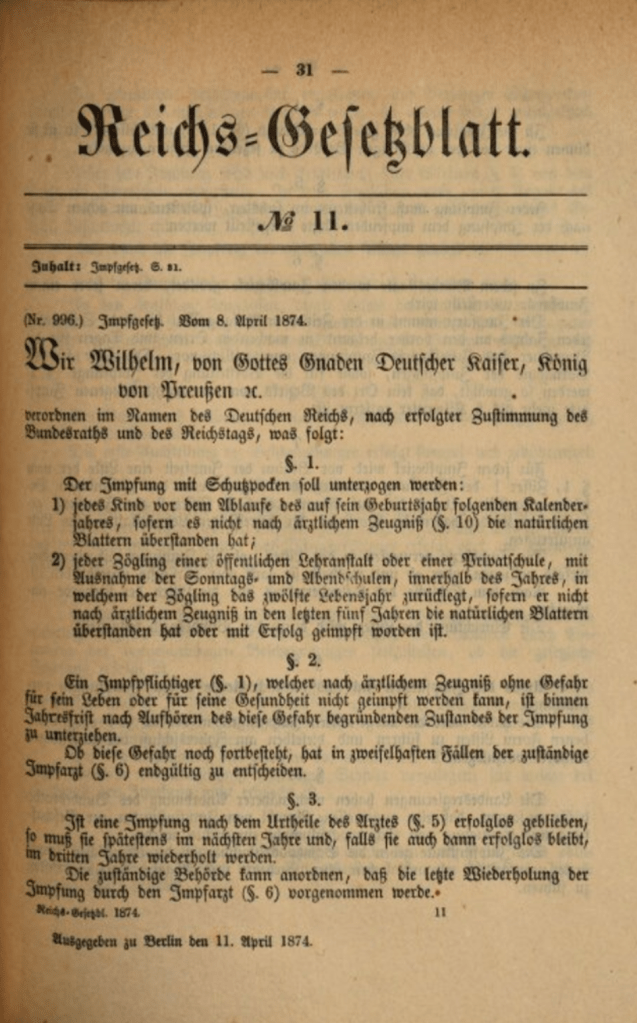 — 31 —
Reichs-Gesetzblatt.
№ 11.
Inhalt: Impfgesetz. S. 31.
(Nr. 996.) Impfgesetz. Vom 8. April 1874.
Wir Wilhelm, von Gottes Gnaden Deutscher Kaiser, König
von Preußen ꝛc.
verordnen im Namen des Deutschen Reichs, nach erfolgter Zustimmung des
Bundesraths und des Reichstags, was folgt:
§. 1.
Der Impfung mit Schutzpocken soll unterzogen werden:
1) jedes Kind vor dem Ablaufe des auf sein Geburtsjahr folgenden Kalender-
jahres, sofern es nicht nach ärztlichem Zeugniß (§. 10) die natürlichen
Blattern überstanden hat;
2) jeder Zögling einer öffentlichen Lehranstalt oder einer Privatschule, mit
Ausnahme der Sonntags- und Abendschulen, innerhalb des Jahres, in
welchem der Zögling das zwölfte Lebensjahr zurücklegt, sofern er nicht
nach ärztlichem Zeugniß in den letzten fünf Jahren die natürlichen Blattern
überstanden hat oder mit Erfolg geimpft worden ist.
§. 2.
Ein Impfpflichtiger (§. 1), welcher nach ärztlichem Zeugniß ohne Gefahr
für sein Leben oder für seine Gesundheit nicht geimpft werden kann, ist binnen
Jahresfrist nach Aufhören des diese Gefahr begründenden Zustandes der Impfung
zu unterziehen.
Ob diese Gefahr noch fortbesteht, hat in zweifelhaften Fällen der zuständige
Impfarzt (§. 6) endgültig zu entscheiden.
§. 3.
Ist eine Impfung nach dem Urtheile des Arztes (§. 5) erfolglos geblieben,
so muß sie spätestens im nächsten Jahre und, falls sie auch dann erfolglos bleibt,
im dritten Jahre wiederholt werden.
Die zuständige Behörde kann anordnen, daß die letzte Wiederholung der
Impfung durch den Impfarzt (§. 6) vorgenommen werde.
Reichs-Gesetzbl. 1874. 11
Ausgegeben zu Berlin den 11. April 1874.